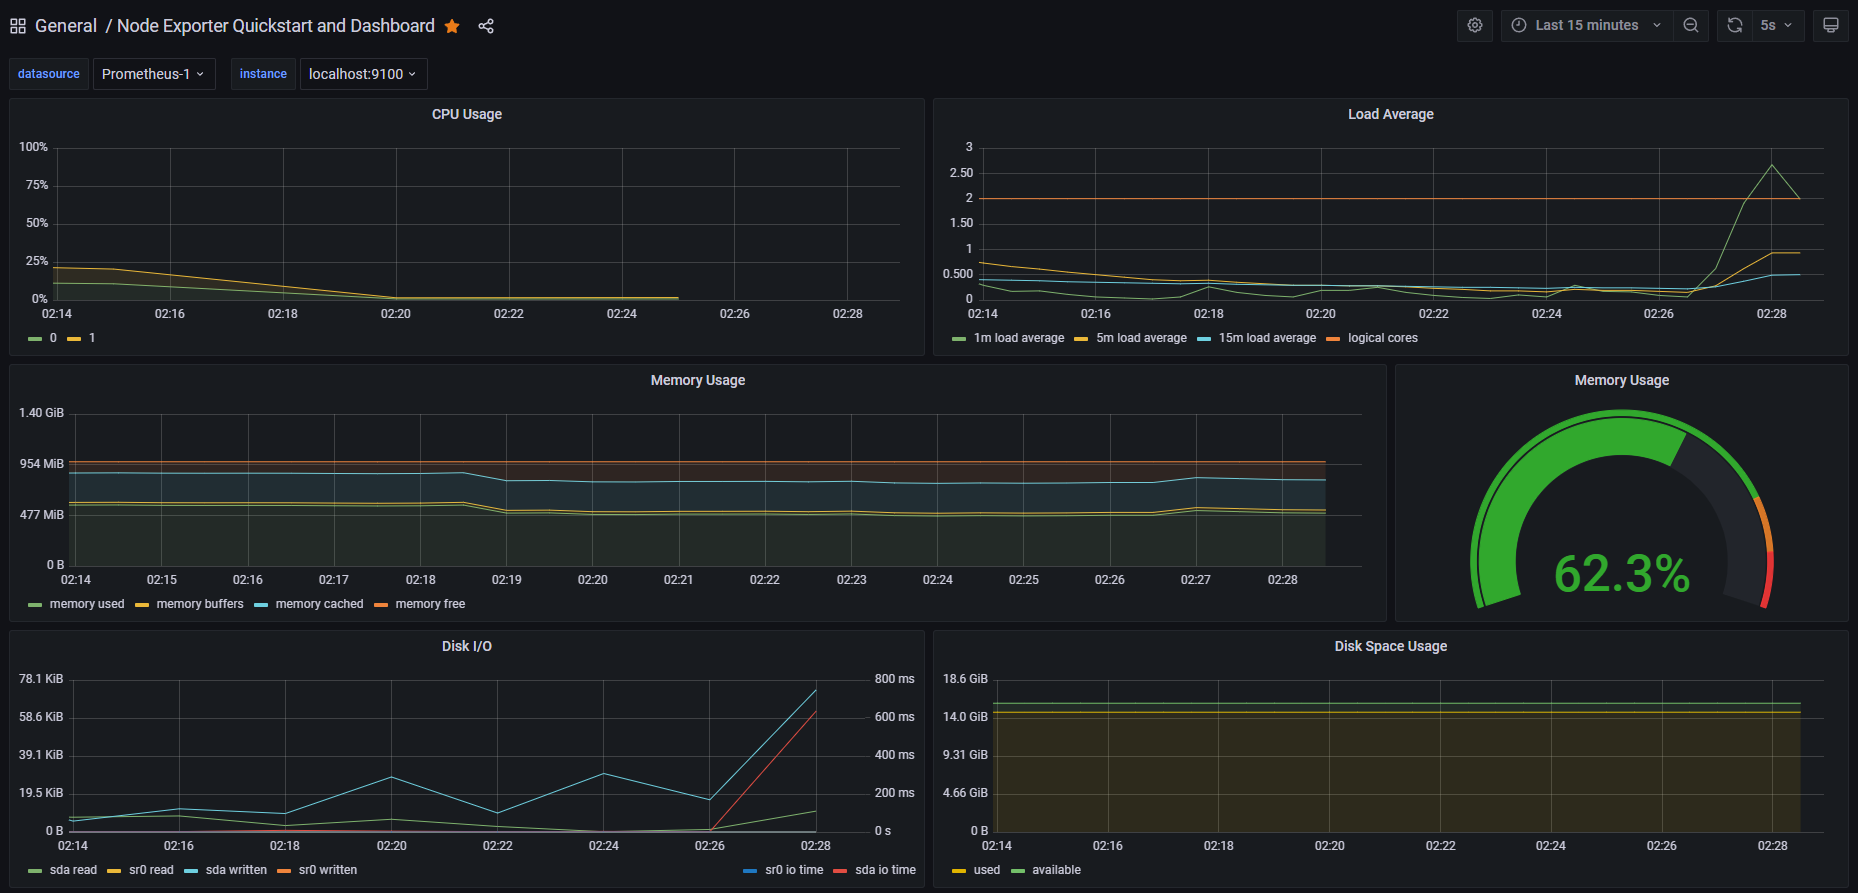 General / Node Exporter Quickstart and Dashboard
Last 15 minutes
5s
datasource Prometheus-1 instance localhost:9100
CPU Usage
100%
75%
50%
25%
0%
02:14 02:16 02:18 02:20 02:22 02:24 02:26 02:28
0 1
Load Average
3
2.50
2
1.50
1
0.500
0
02:14 02:16 02:18 02:20 02:22 02:24 02:26 02:28
1m load average 5m load average 15m load average logical cores
Memory Usage
1.40 GiB
954 MiB
477 MiB
0 B
02:14 02:15 02:16 02:17 02:18 02:19 02:20 02:21 02:22 02:23 02:24 02:25 02:26 02:27 02:28
memory used memory buffers memory cached memory free
Memory Usage
62.3%
Disk I/O
78.1 KiB
58.6 KiB
39.1 KiB
19.5 KiB
0 B
800 ms
600 ms
400 ms
200 ms
0 s
02:14 02:16 02:18 02:20 02:22 02:24 02:26 02:28
sda read sr0 read sda written sr0 written sr0 io time sda io time
Disk Space Usage
18.6 GiB
14.0 GiB
9.31 GiB
4.66 GiB
0 B
02:14 02:16 02:18 02:20 02:22 02:24 02:26 02:28
used available